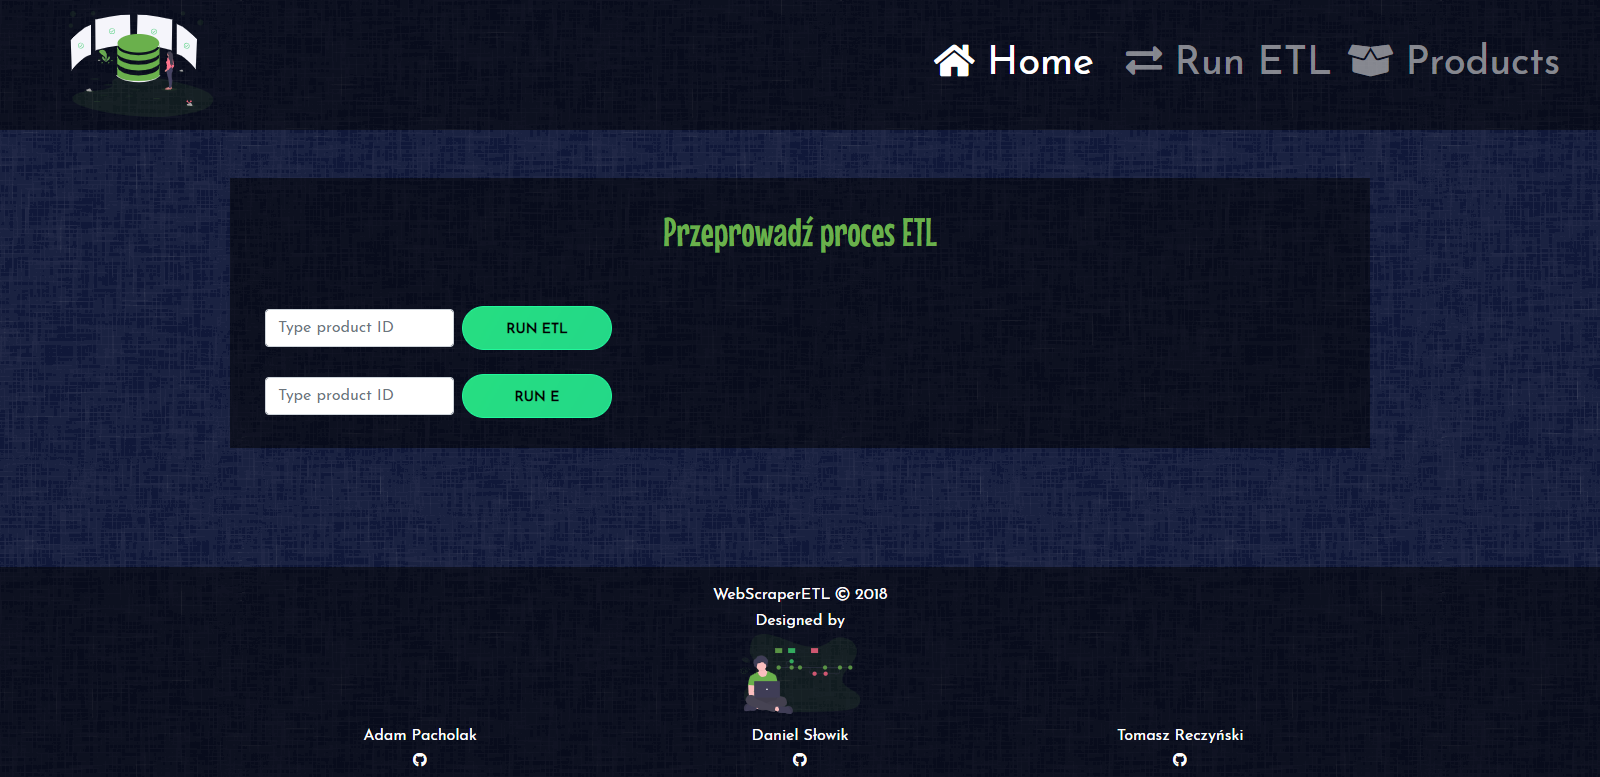 Home Run ETL Products
Przeprowadź proces ETL
Type product ID RUN ETL
Type product ID RUN E
WebScraperETL © 2018
Designed by
Adam Pacholak Daniel Słowik Tomasz Reczyński